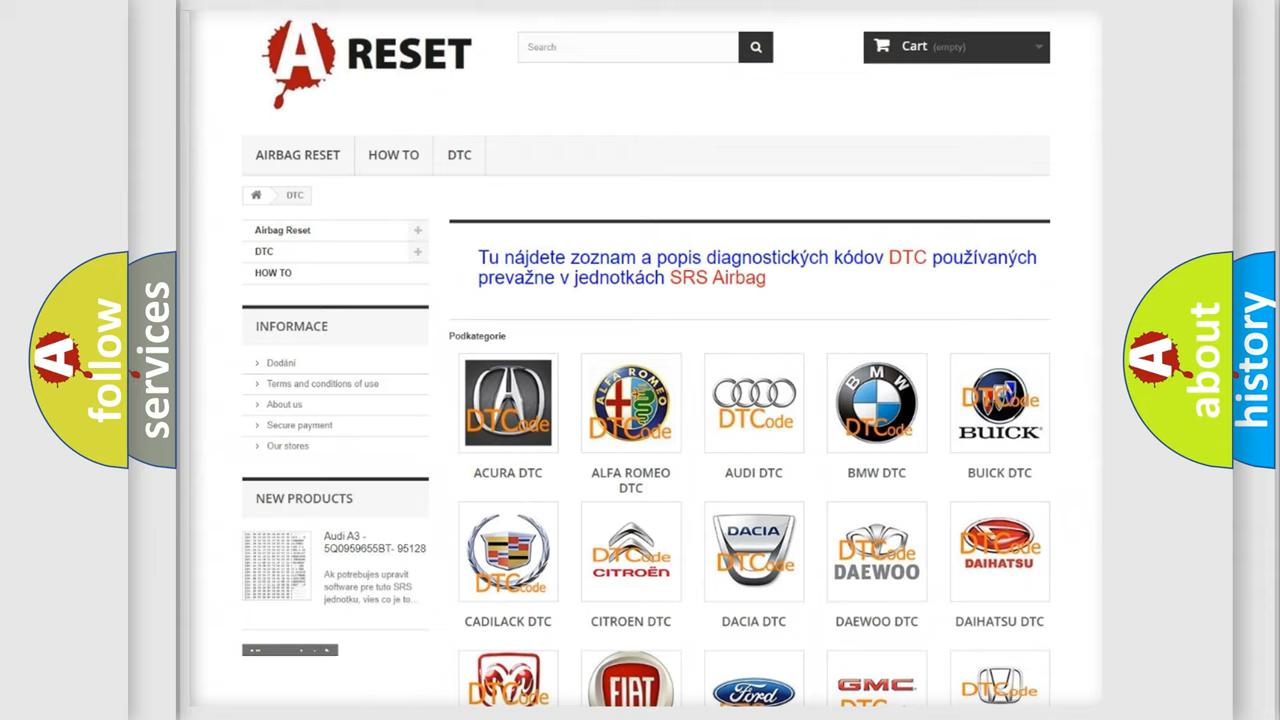 A RESET
Search
Cart (empty)
AIRBAG RESET
HOW TO
DTC
DTC
Airbag Reset
DTC
HOW TO
Tu nájdete zoznam a popis diagnostických kódov DTC používaných
prevažne v jednotkách SRS Airbag
INFORMACE
Dodání
Terms and conditions of use
About us
Secure payment
Our stores
Podkategorie
DTCode
ACURA DTC
ALFA ROMEO
DTCode
ALFA ROMEO
DTC
DTCode
AUDI DTC
BMW
DTCode
BMW DTC
DTCode
BUICK
BUICK DTC
NEW PRODUCTS
Audi A3 -
5Q0959655BT- 95128
Ak potrebujes upravit
software pre tuto SRS
jednotku, vies co je to...
DTCode
CADILACK DTC
DTCode
CITROËN
CITROEN DTC
DACIA
DTCode
DACIA DTC
DTCode
DAEWOO
DAEWOO DTC
DTCode
DAIHATSU
DAIHATSU DTC
DTCode
FIAT
Ford
GMC
DTCode
A follow
services
A about
history